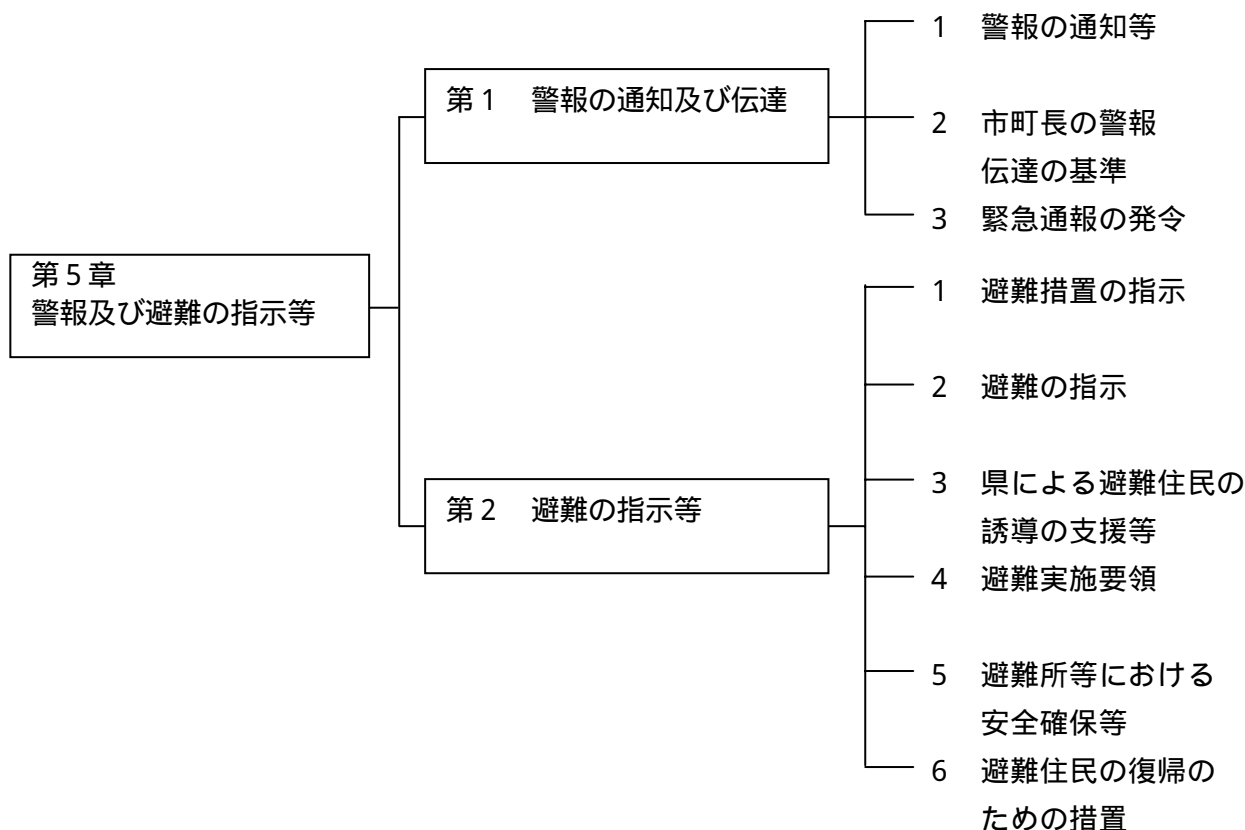 第5章
警報及び避難の指示等
第1 警報の通知及び伝達
1 警報の通知等
2 市町長の警報
伝達の基準
3 緊急通報の発令
第2 避難の指示等
1 避難措置の指示
2 避難の指示
3 県による避難住民の
誘導の支援等
4 避難実施要領
5 避難所等における
安全確保等
6 避難住民の復帰の
ための措置